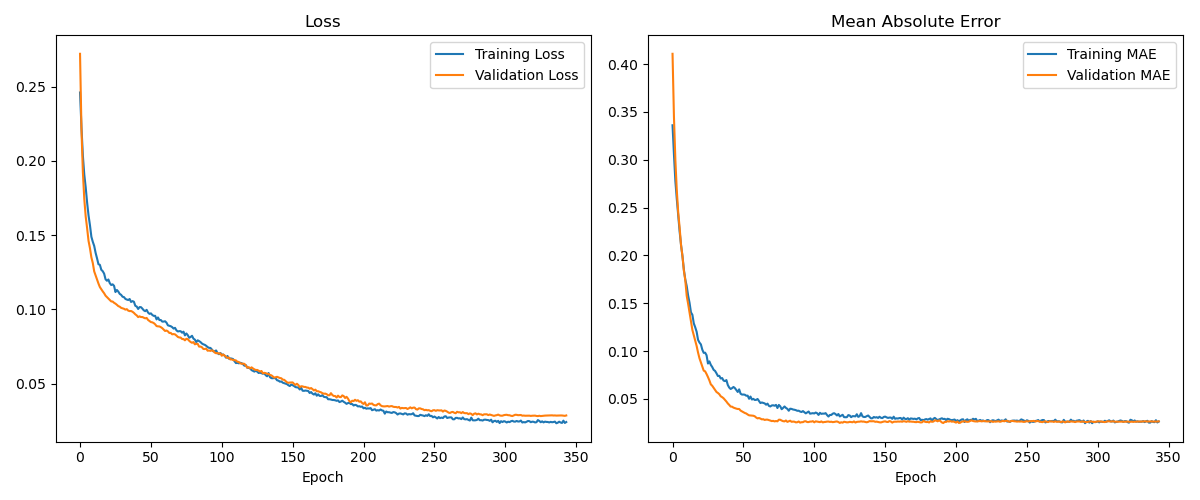 Loss
Training Loss
Validation Loss
0.25
0.20
0.15
0.10
0.05
0 50 100 150 200 250 300 350
Epoch
Mean Absolute Error
Training MAE
Validation MAE
0.40
0.35
0.30
0.25
0.20
0.15
0.10
0.05
0 50 100 150 200 250 300 350
Epoch